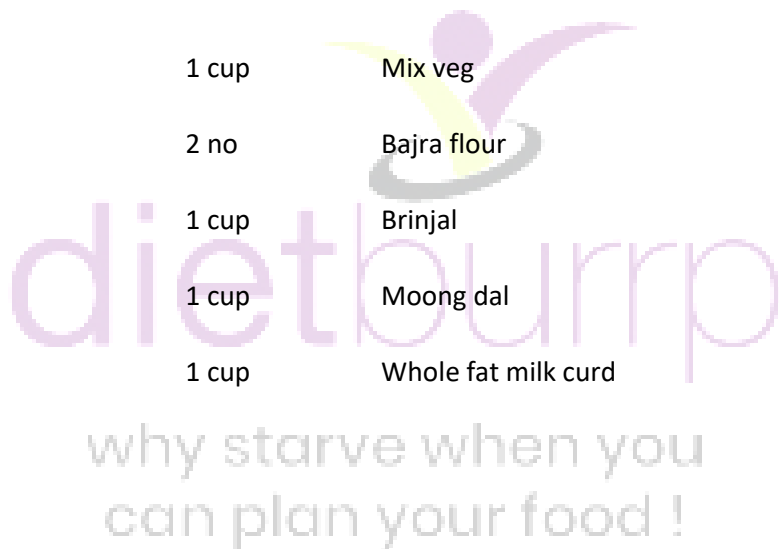 1 cup Mix veg
2 no Bajra flour
1 cup Brinjal
dietburrp
1 cup Moong dal
1 cup Whole fat milk curd
why starve when you
can plan your food !